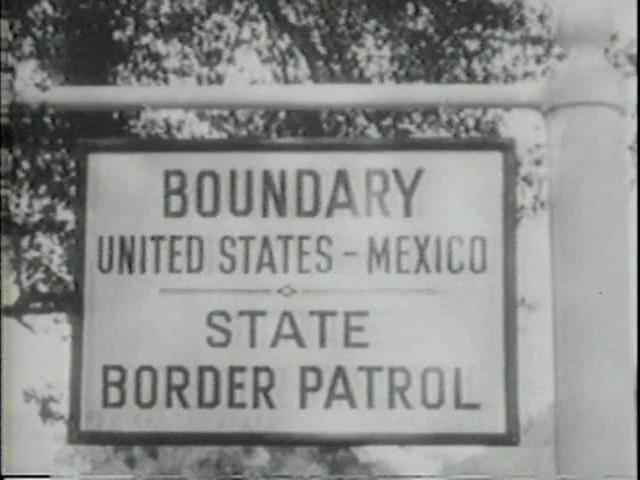 BOUNDARY
UNITED STATES - MEXICO
STATE
BORDER PATROL